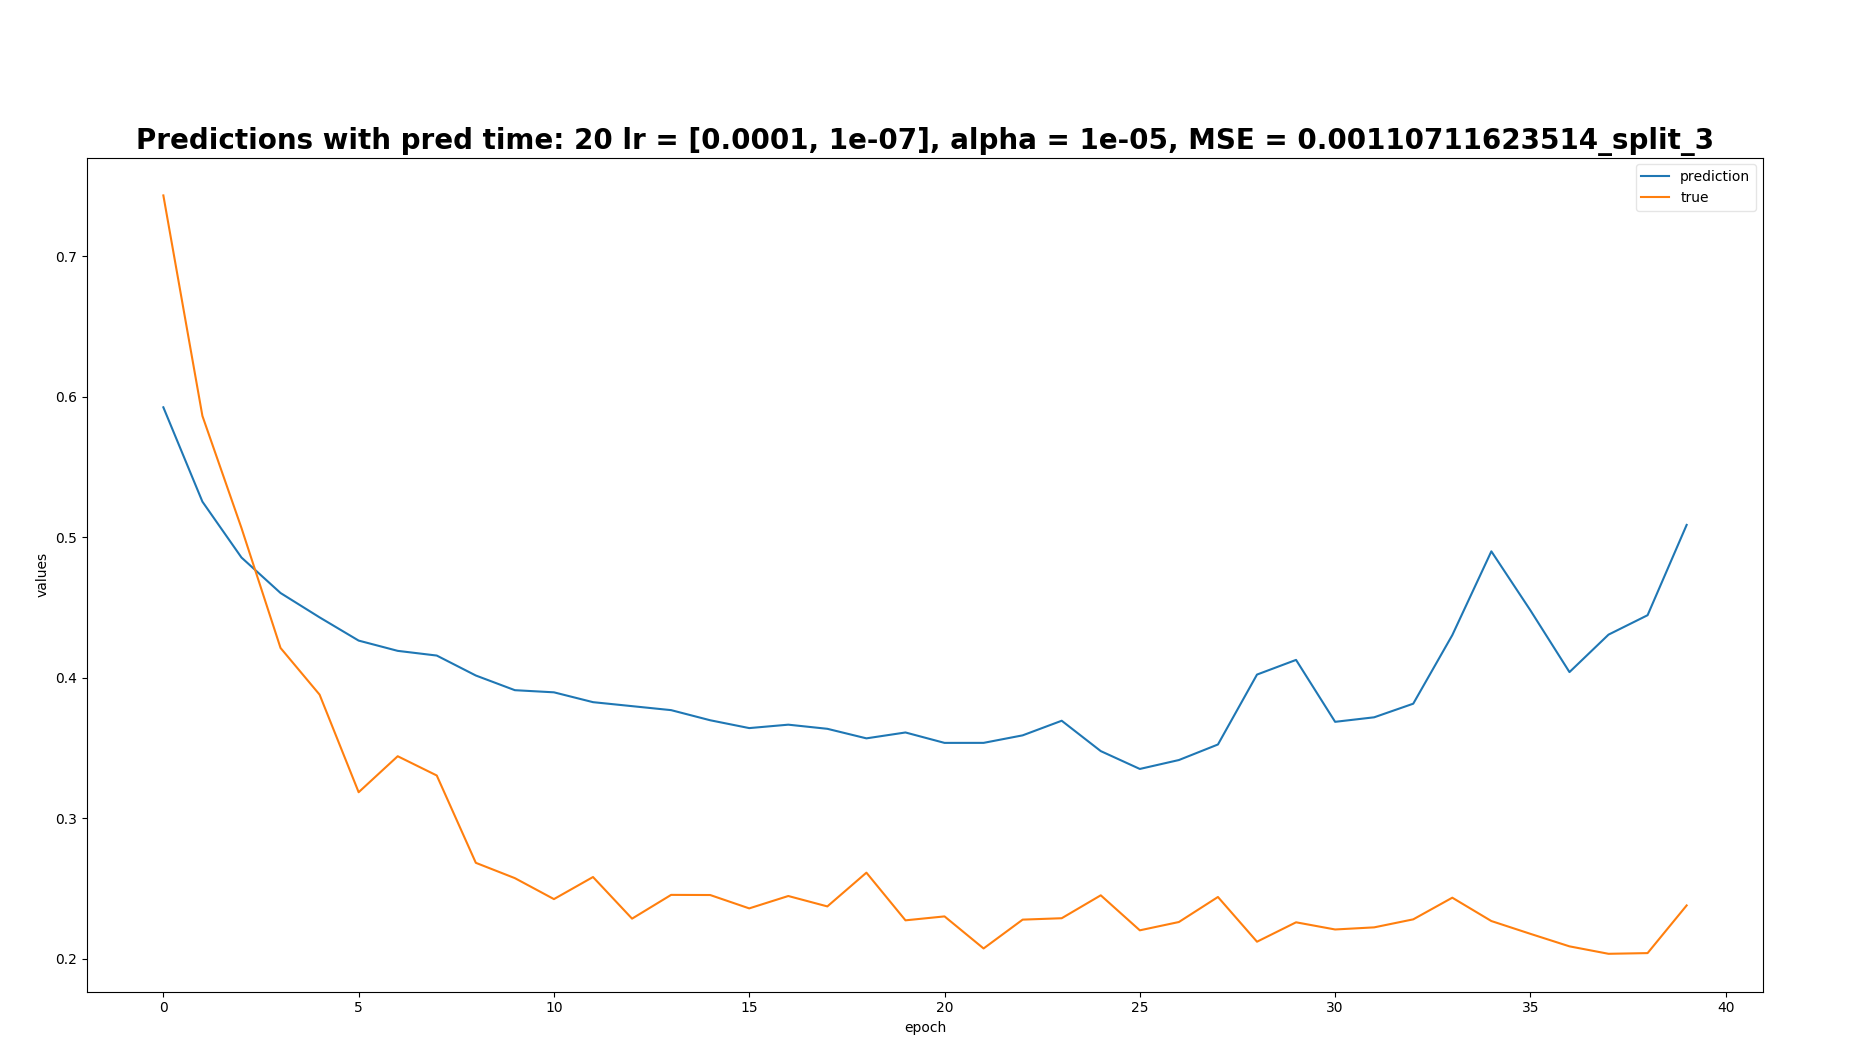 Predictions with pred time: 20 lr = [0.0001, 1e-07], alpha = 1e-05, MSE = 0.00110711623514_split_3
prediction
true
values
0.7
0.6
0.5
0.4
0.3
0.2
0 5 10 15 20 25 30 35 40
epoch